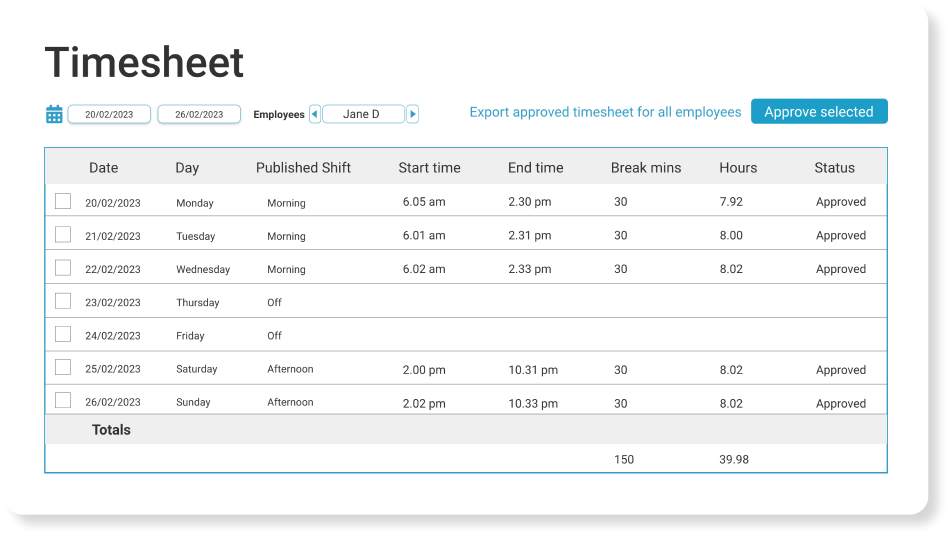 Timesheet
20/02/2023 26/02/2023 Employees Jane D Export approved timesheet for all employees Approve selected
Date Day Published Shift Start time End time Break mins Hours Status
20/02/2023 Monday Morning 6.05 am 2.30 pm 30 7.92 Approved
21/02/2023 Tuesday Morning 6.01 am 2.31 pm 30 8.00 Approved
22/02/2023 Wednesday Morning 6.02 am 2.33 pm 30 8.02 Approved
23/02/2023 Thursday Off
24/02/2023 Friday Off
25/02/2023 Saturday Afternoon 2.00 pm 10.31 pm 30 8.02 Approved
26/02/2023 Sunday Afternoon 2.02 pm 10.33 pm 30 8.02 Approved
Totals
150 39.98